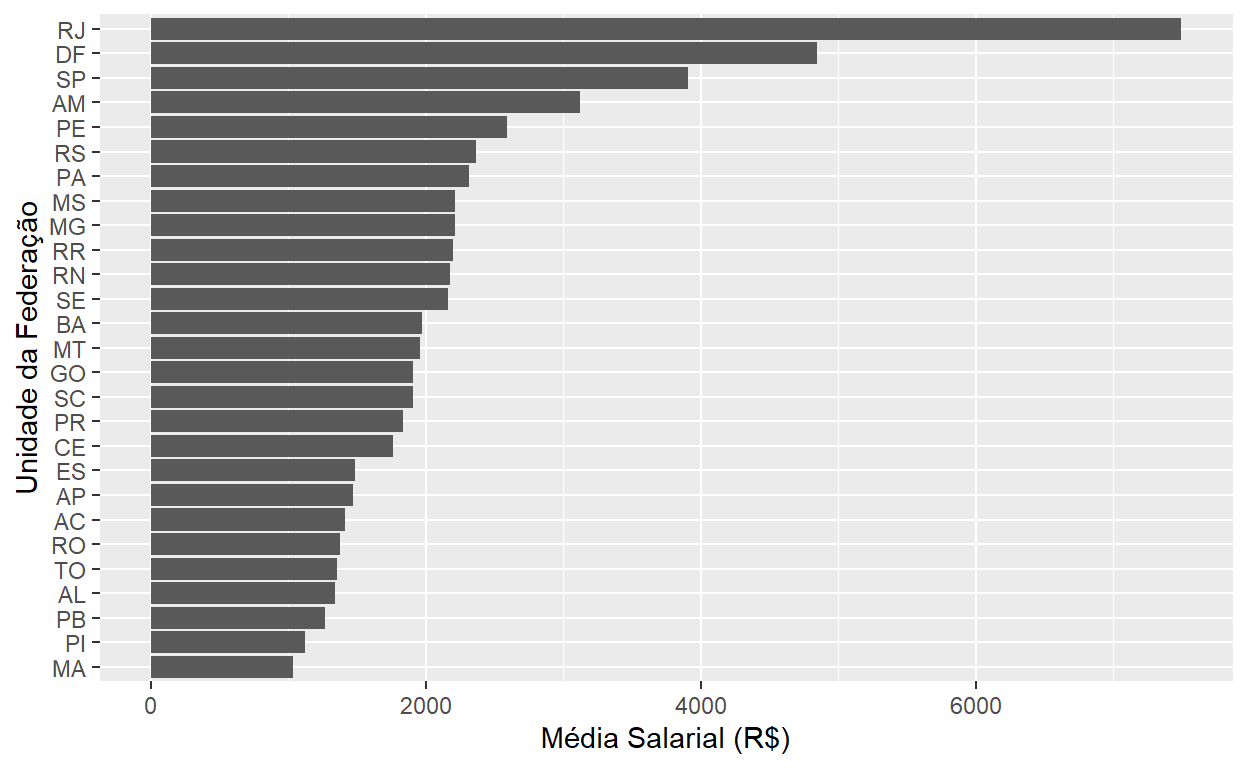 RJ
DF
SP
AM
PE
RS
PA
MS
MG
RR
RN
SE
BA
MT
GO
SC
PR
CE
ES
AP
AC
RO
TO
AL
PB
PI
MA
Unidade da Federação
0 2000 4000 6000
Média Salarial (R$)